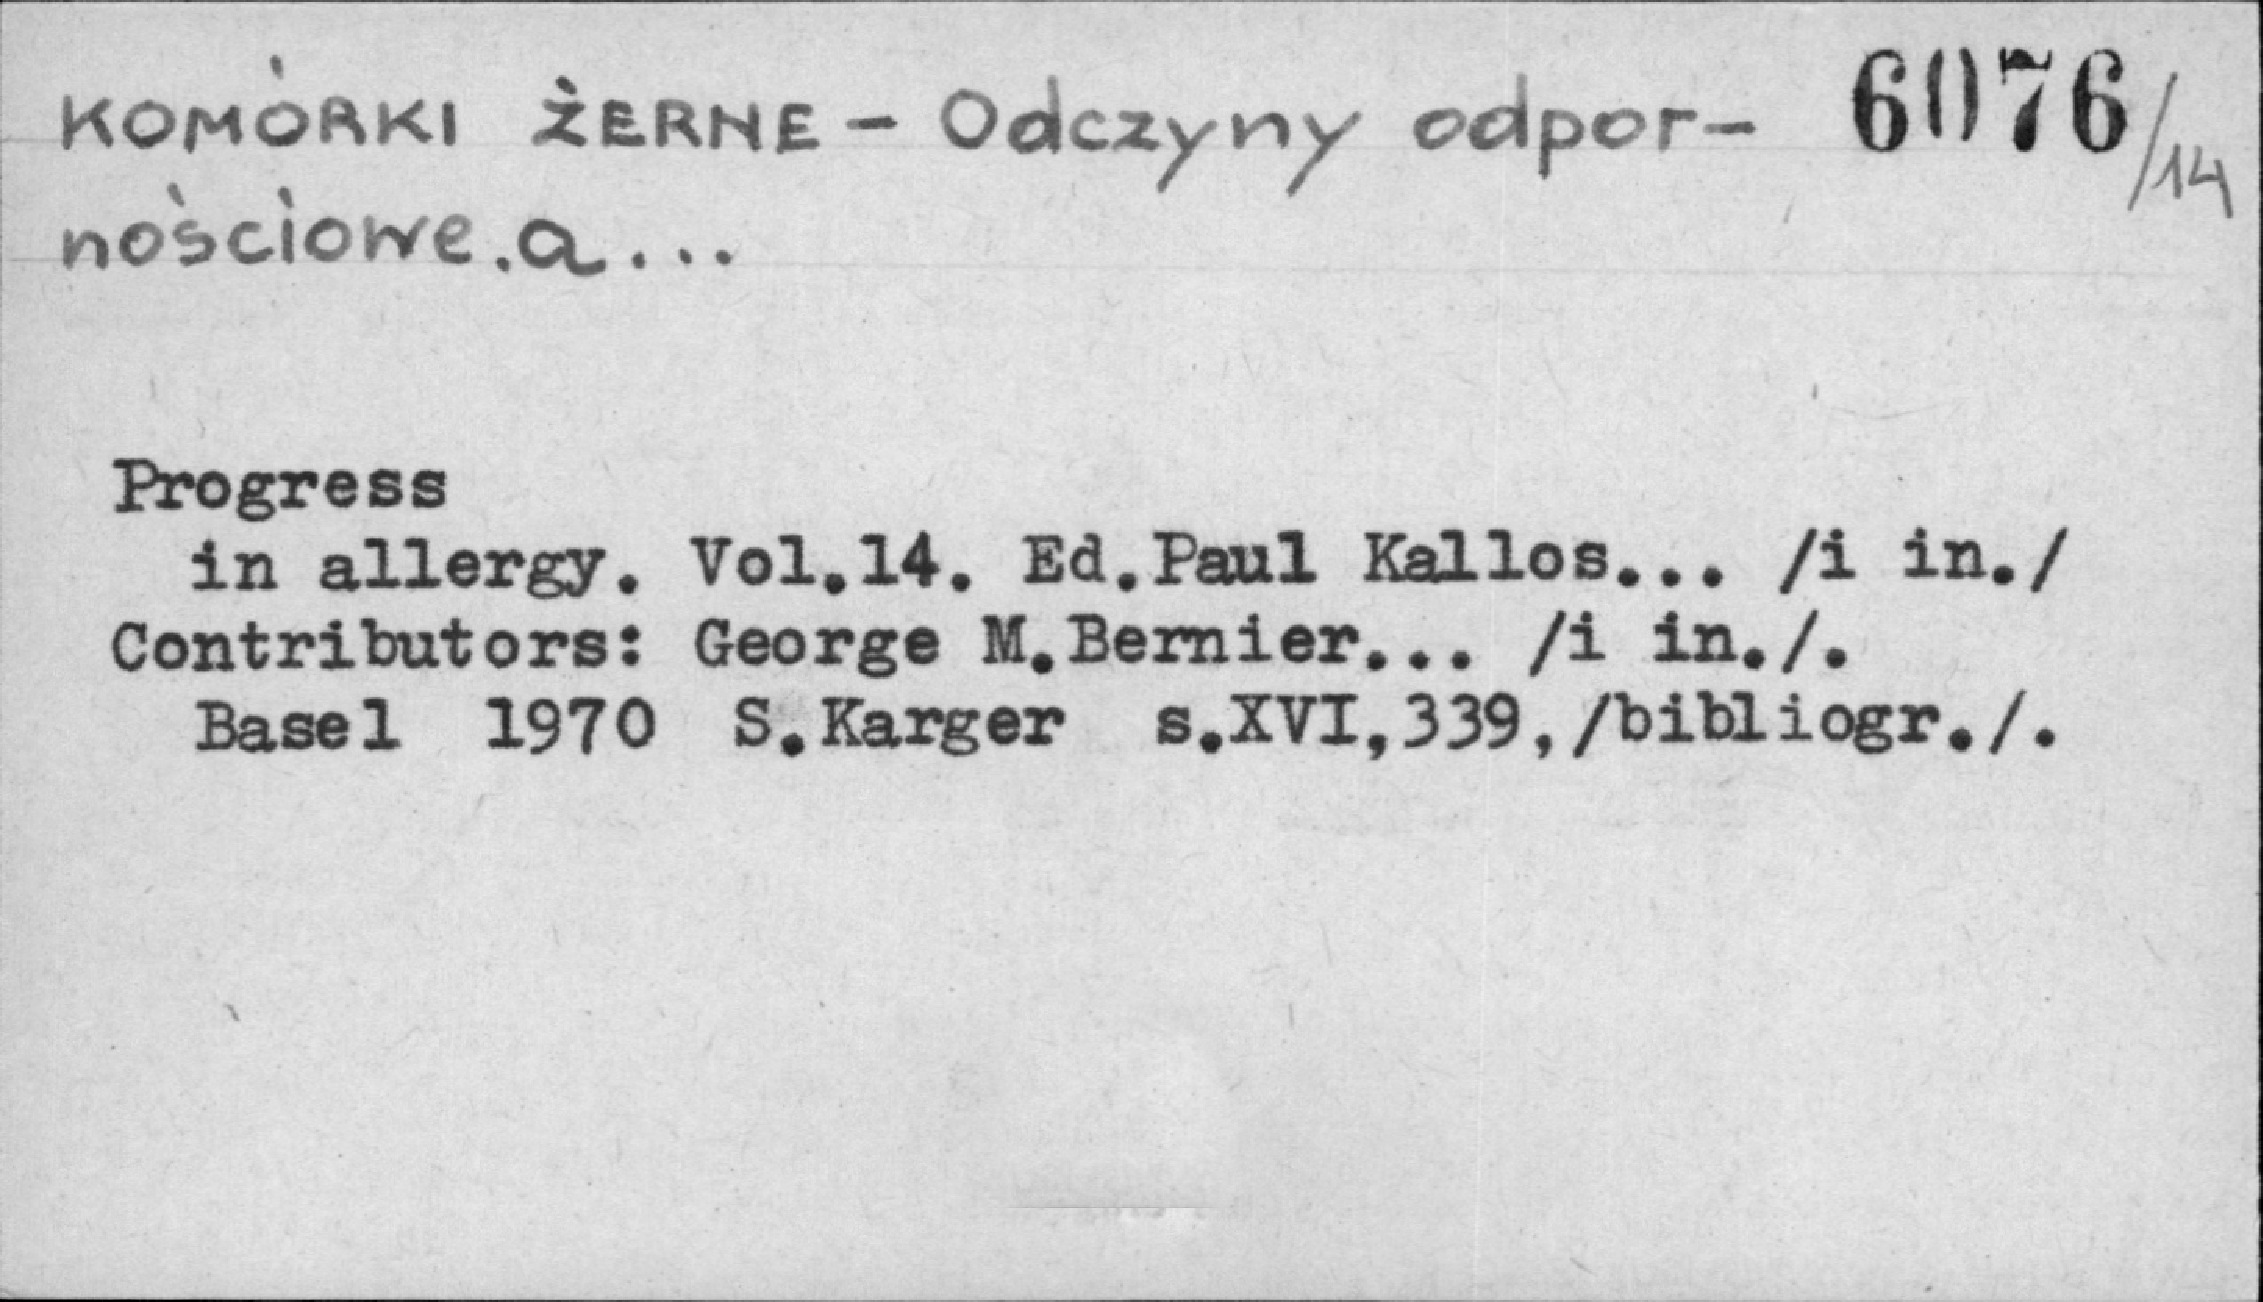 KOMÓRKI ŻERNE - Odczyny odpor- 6076/14
nościowe.a...
Progress
in allergy. Vol.14. Ed.Paul Kallos... /i in./
Contributors: George M.Bernier... /i in./.
Basel 1970 S.Karger s.XVI,339,/bibliogr./.